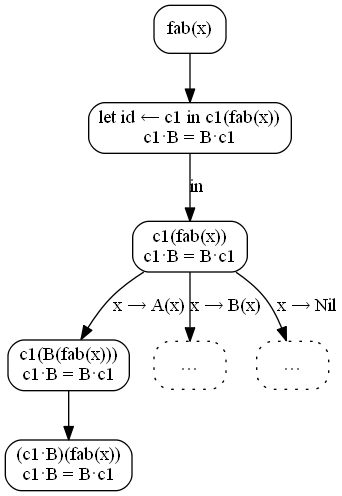 fab(x)
let id ← c1 in c1(fab(x))
c1·B = B·c1
in
c1(fab(x))
c1·B = B·c1
x → A(x)
x → B(x)
x → Nil
c1(B(fab(x)))
c1·B = B·c1
...
...
(c1·B)(fab(x))
c1·B = B·c1